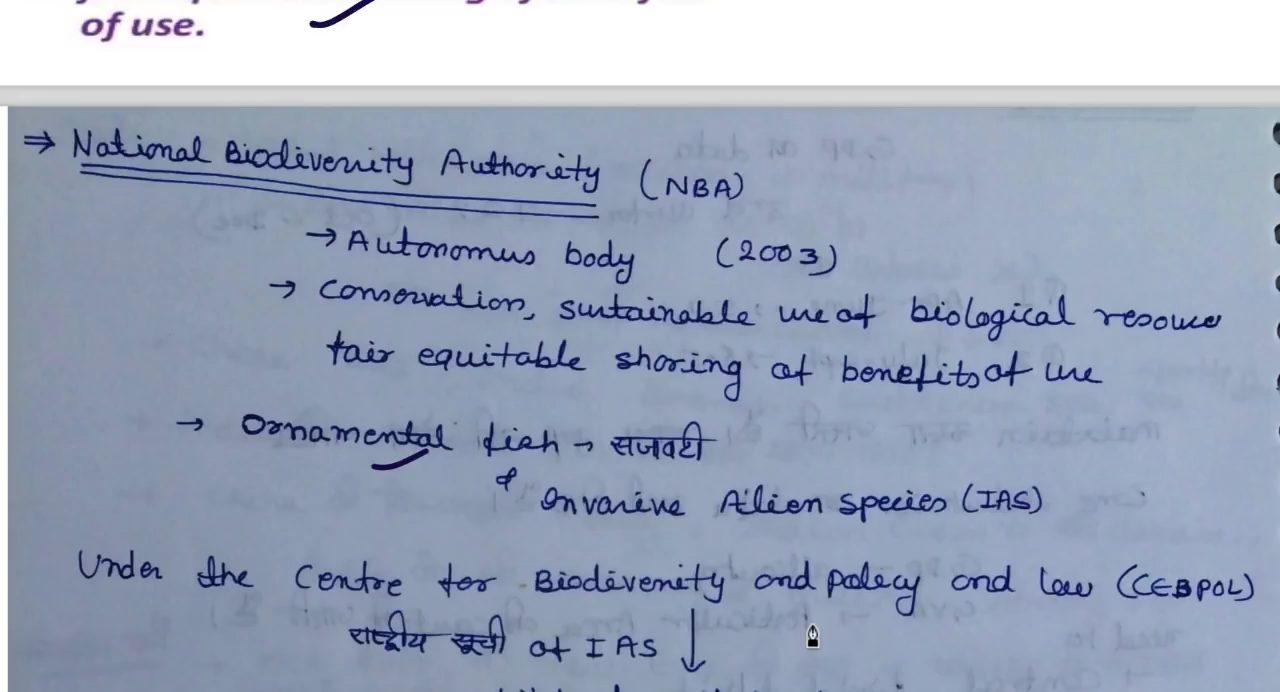 of use.
⇒ National Biodiversity Authority (NBA)
→ Autonomus body (2003)
→ Conservation, sustainable use of biological resource
fair equitable sharing of benefits of use
→ Ornamental fish → सजावटी
& Invasive Alien Species (IAS)
Under the Centre for Biodiversity and policy and law (CEBPOL)
राष्ट्रीय सूची of IAS ↓